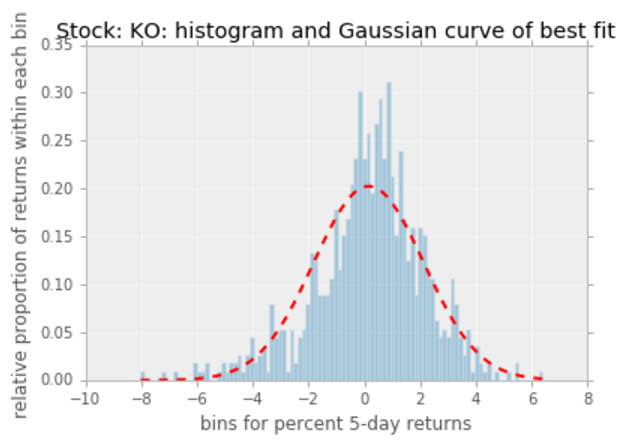 Stock: KO: histogram and Gaussian curve of best fit
relative proportion of returns within each bin
0.35
0.30
0.25
0.20
0.15
0.10
0.05
0.00
−10 −8 −6 −4 −2 0 2 4 6 8
bins for percent 5-day returns